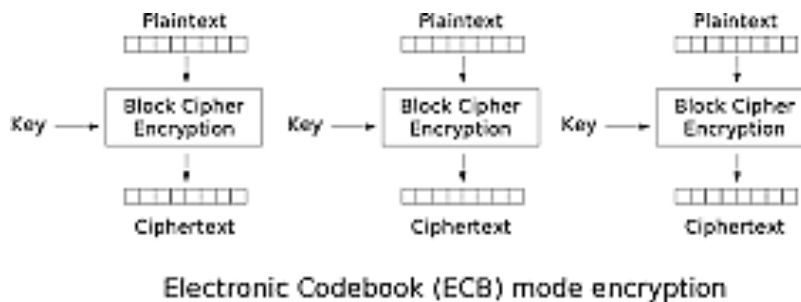 Plaintext Plaintext Plaintext
Key Block Cipher Encryption Key Block Cipher Encryption Key Block Cipher Encryption
Ciphertext Ciphertext Ciphertext
Electronic Codebook (ECB) mode encryption